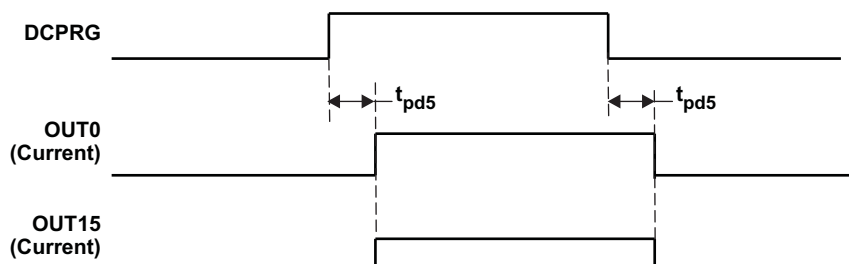 DCPRG
t_pd5
t_pd5
OUT0
(Current)
OUT15
(Current)